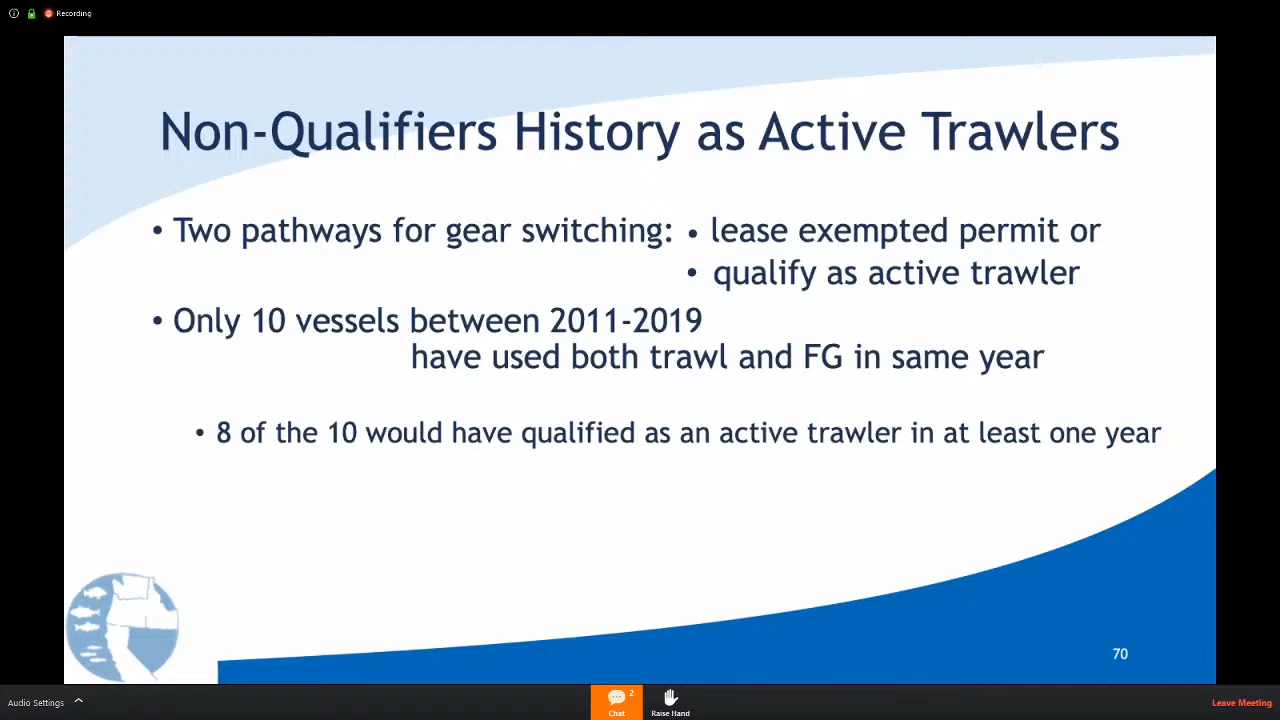 Recording
Non-Qualifiers History as Active Trawlers
• Two pathways for gear switching: • lease exempted permit or
• qualify as active trawler
• Only 10 vessels between 2011-2019
have used both trawl and FG in same year
• 8 of the 10 would have qualified as an active trawler in at least one year
70
Audio Settings
2
Chat
Raise Hand
Leave Meeting